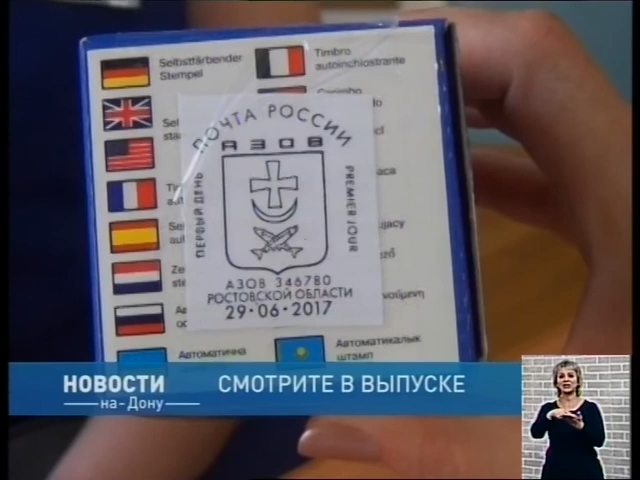 Selbstfärbender
Stempel
Timbro
autoinchiostrante
ПОЧТА РОССИИ
АЗОВ
ПЕРВЫЙ ДЕНЬ
PREMIER JOUR
АЗОВ 346780
РОСТОВСКОЙ ОБЛАСТИ
29·06·2017
Автоматична
Автоматикалык
штамп
НОВОСТИ
на-Дону
СМОТРИТЕ В ВЫПУСКЕ